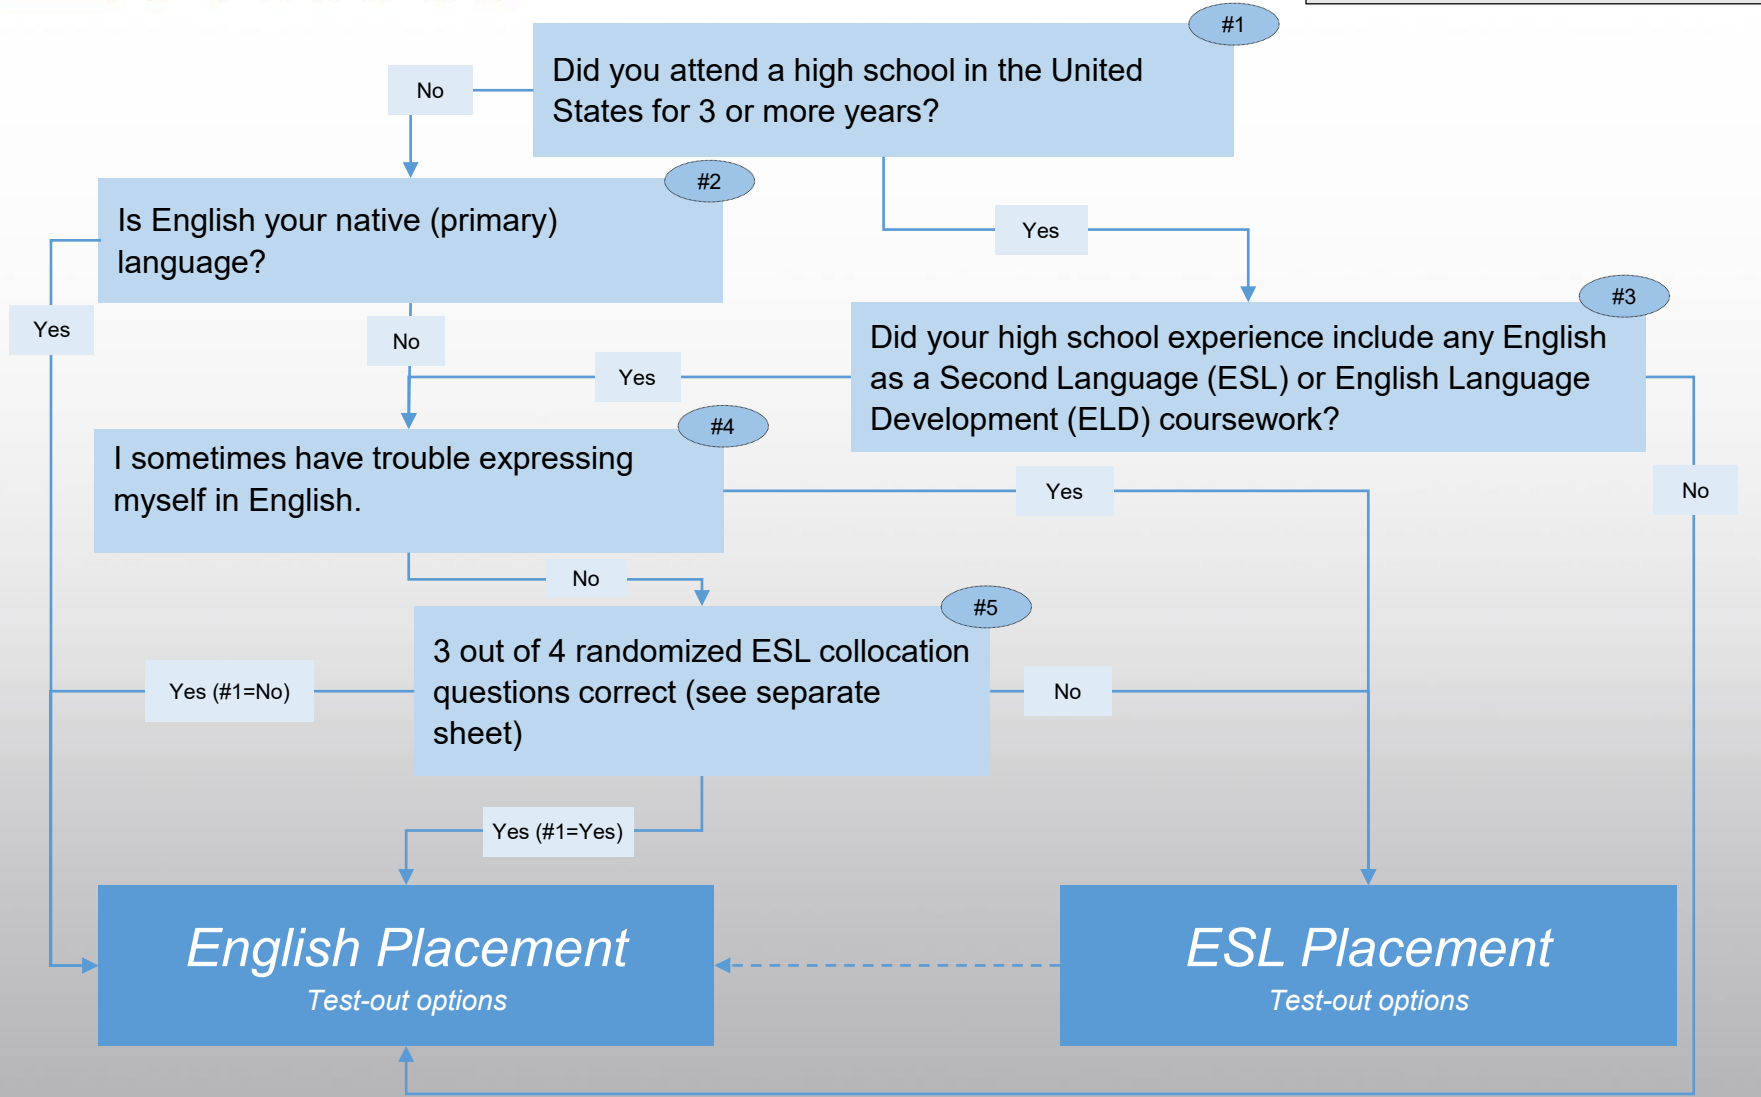 #1
Did you attend a high school in the United
States for 3 or more years?
No
#2
Is English your native (primary)
language?
Yes
#3
Did your high school experience include any English
as a Second Language (ESL) or English Language
Development (ELD) coursework?
Yes
No
Yes
#4
I sometimes have trouble expressing
myself in English.
Yes
No
No
#5
3 out of 4 randomized ESL collocation
questions correct (see separate
sheet)
Yes (#1=No)
No
Yes (#1=Yes)
English Placement
Test-out options
ESL Placement
Test-out options